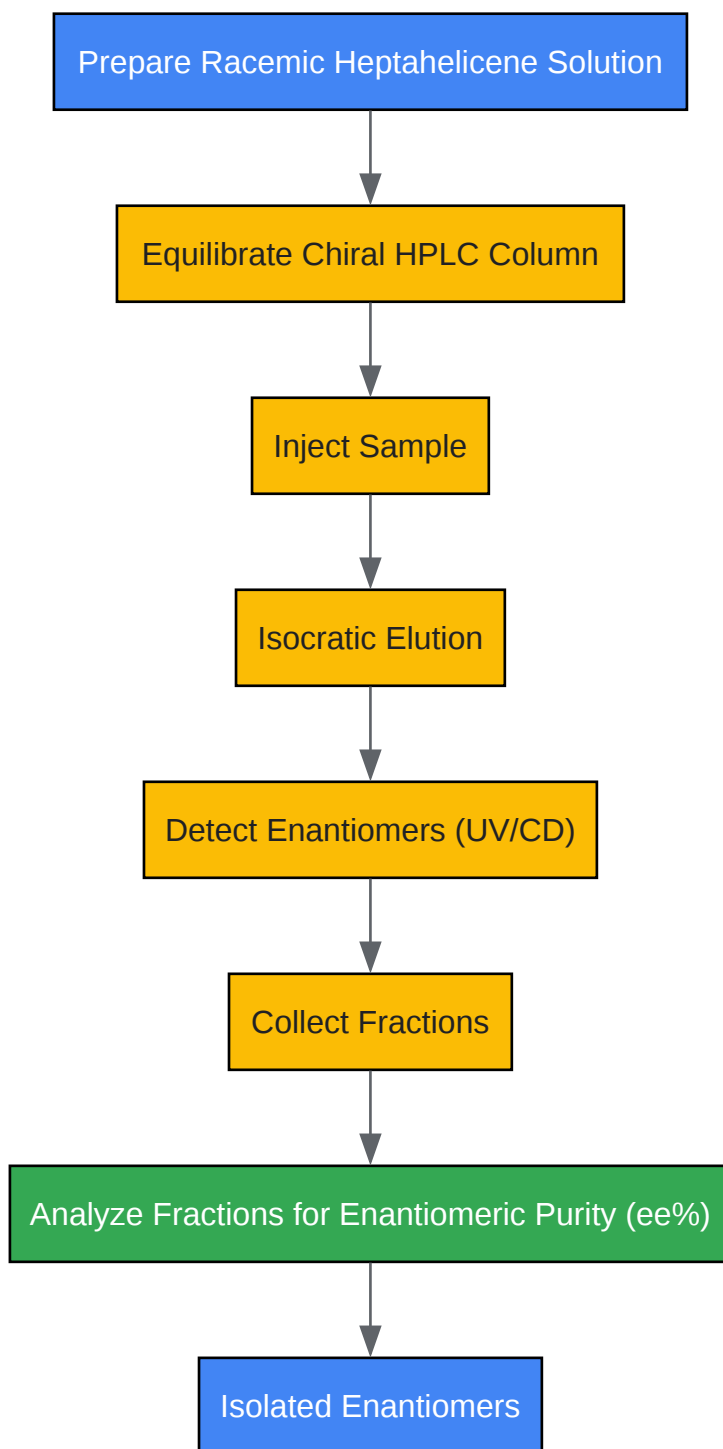 Prepare Racemic Heptahelicene Solution
Equilibrate Chiral HPLC Column
Inject Sample
Isocratic Elution
Detect Enantiomers (UV/CD)
Collect Fractions
Analyze Fractions for Enantiomeric Purity (ee%)
Isolated Enantiomers